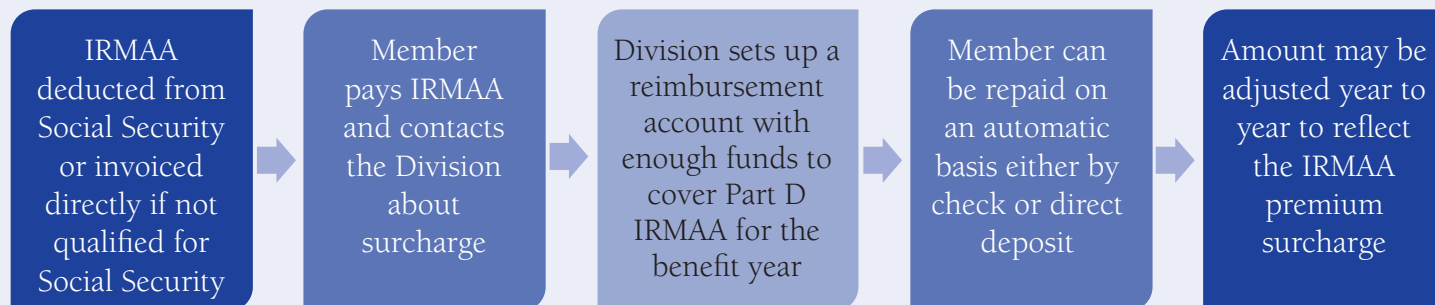 IRMAA
deducted from
Social Security
or invoiced
directly if not
qualified for
Social Security
Member
pays IRMAA
and contacts
the Division
about
surcharge
Division sets up a
reimbursement
account with
enough funds to
cover Part D
IRMAA for the
benefit year
Member can
be repaid on
an automatic
basis either by
check or direct
deposit
Amount may be
adjusted year to
year to reflect
the IRMAA
premium
surcharge